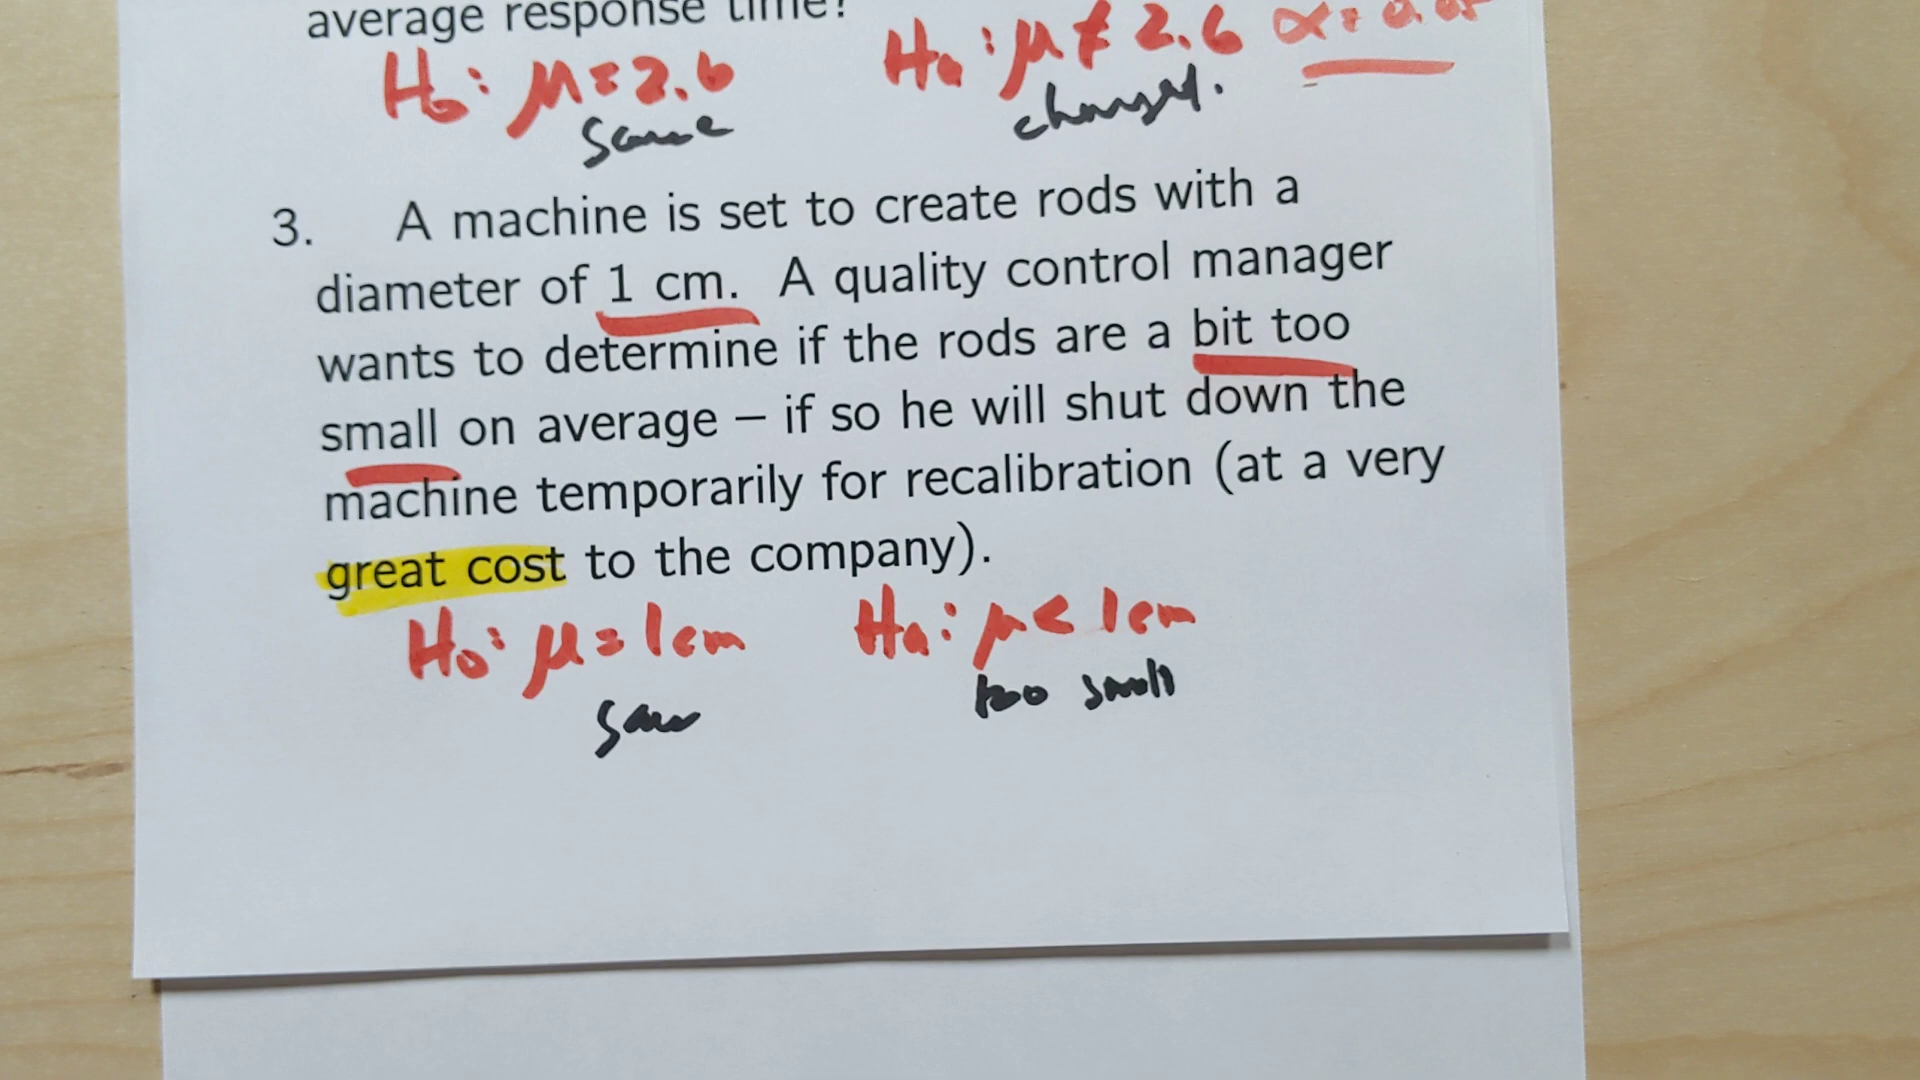 average response time?
H₀: μ = 2.6 Hₐ: μ ≠ 2.6 α = 0.05
same changed.
3. A machine is set to create rods with a
diameter of 1 cm. A quality control manager
wants to determine if the rods are a bit too
small on average – if so he will shut down the
machine temporarily for recalibration (at a very
great cost to the company).
H₀: μ = 1cm Hₐ: μ < 1cm
too small